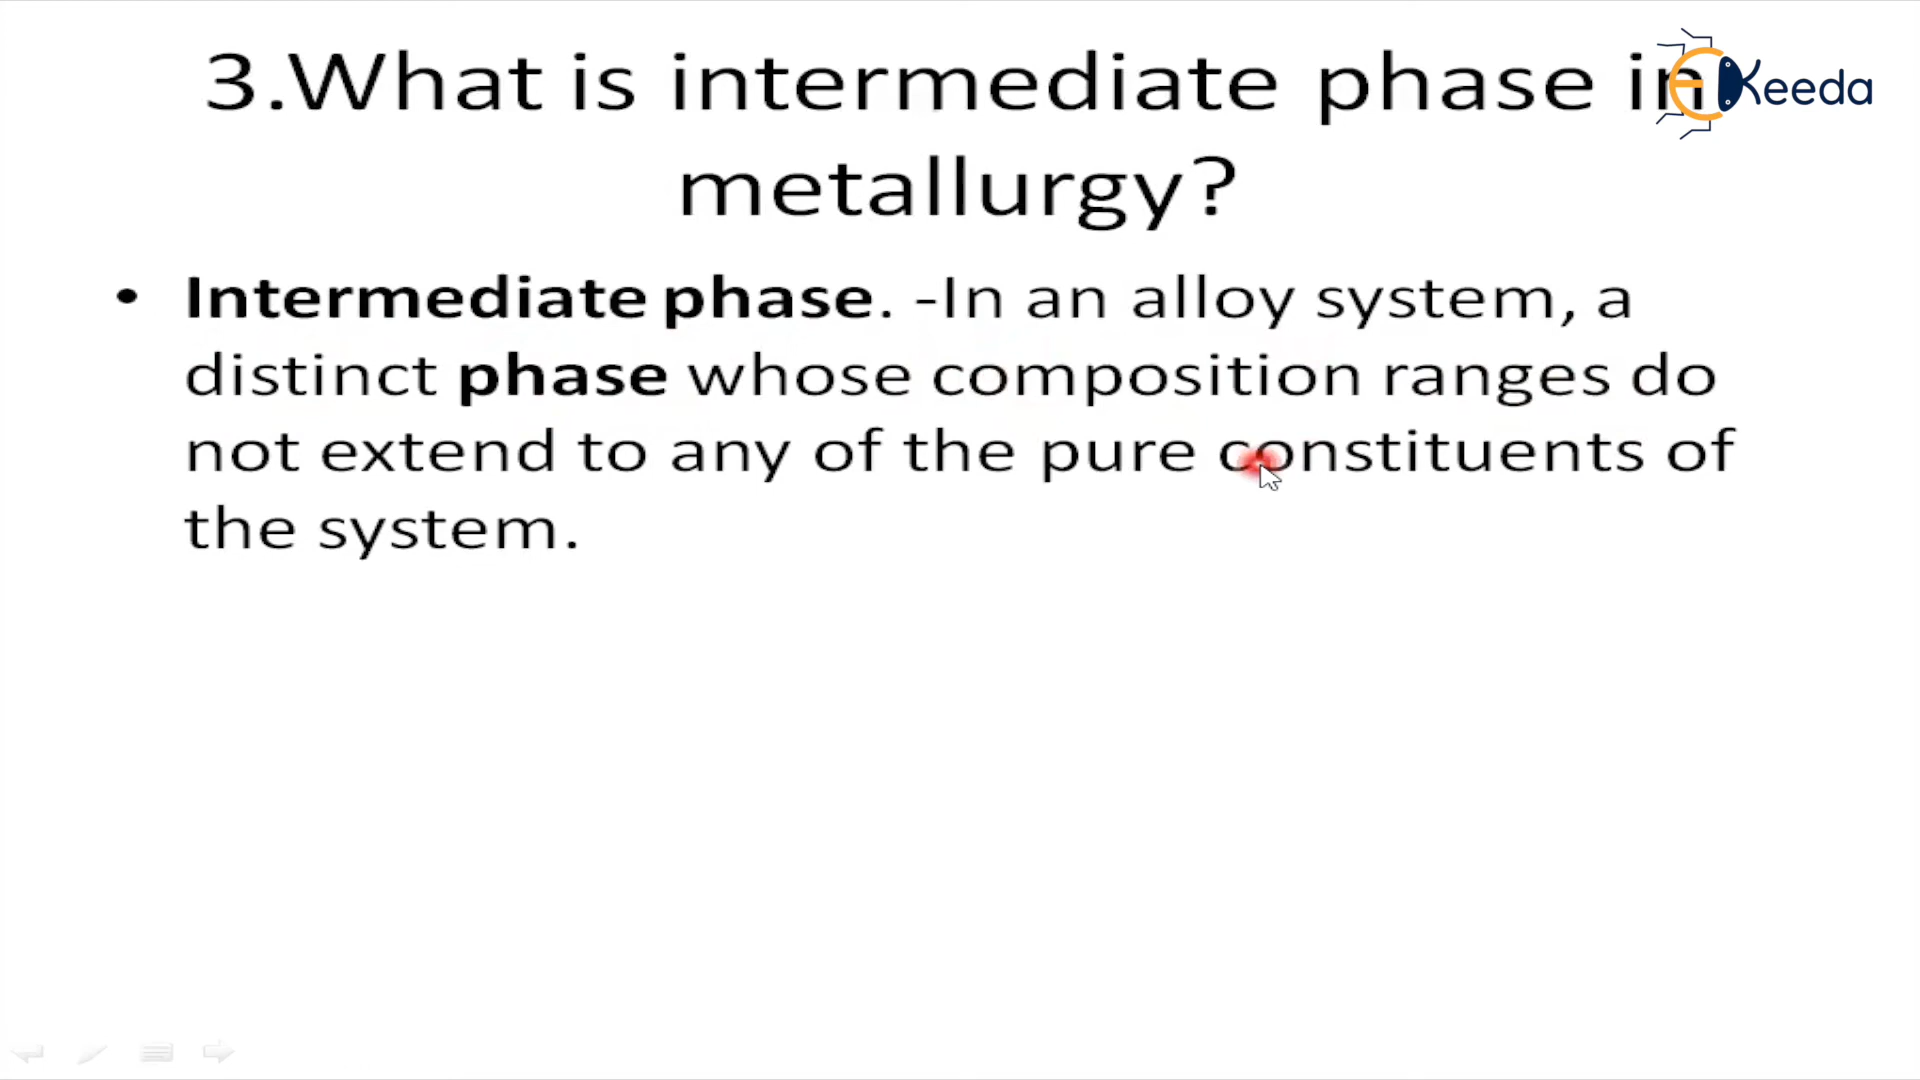 3.What is intermediate phase in
Keeda
metallurgy?
• Intermediate phase. -In an alloy system, a
distinct phase whose composition ranges do
not extend to any of the pure constituents of
the system.